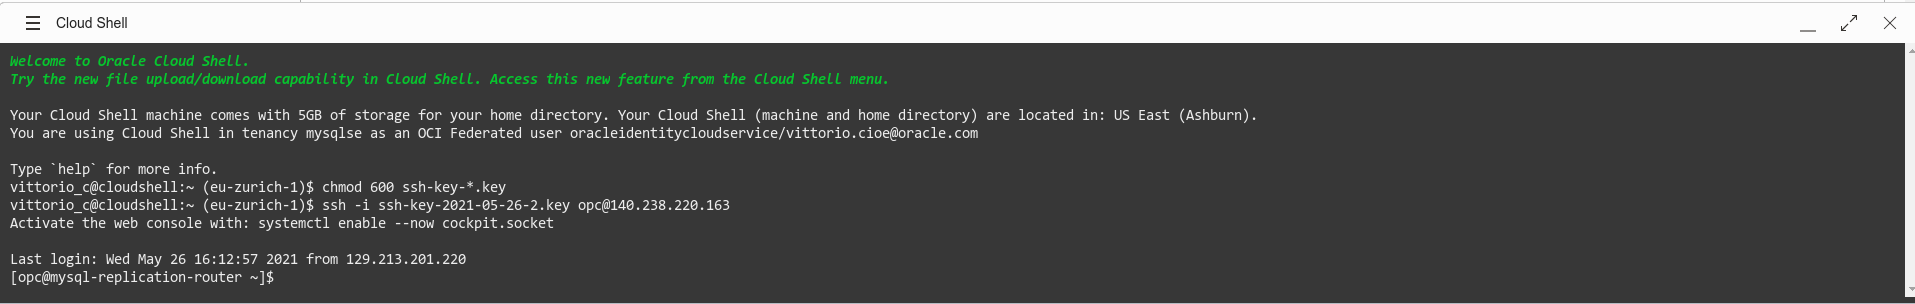 Cloud Shell
Welcome to Oracle Cloud Shell.
Try the new file upload/download capability in Cloud Shell. Access this new feature from the Cloud Shell menu.
Your Cloud Shell machine comes with 5GB of storage for your home directory. Your Cloud Shell (machine and home directory) are located in: US East (Ashburn).
You are using Cloud Shell in tenancy mysqlse as an OCI Federated user oracleidentitycloudservice/vittorio.cioe@oracle.com
Type `help` for more info.
vittorio_c@cloudshell:~ (eu-zurich-1)$ chmod 600 ssh-key-*.key
vittorio_c@cloudshell:~ (eu-zurich-1)$ ssh -i ssh-key-2021-05-26-2.key opc@140.238.220.163
Activate the web console with: systemctl enable --now cockpit.socket
Last login: Wed May 26 16:12:57 2021 from 129.213.201.220
[opc@mysql-replication-router ~]$